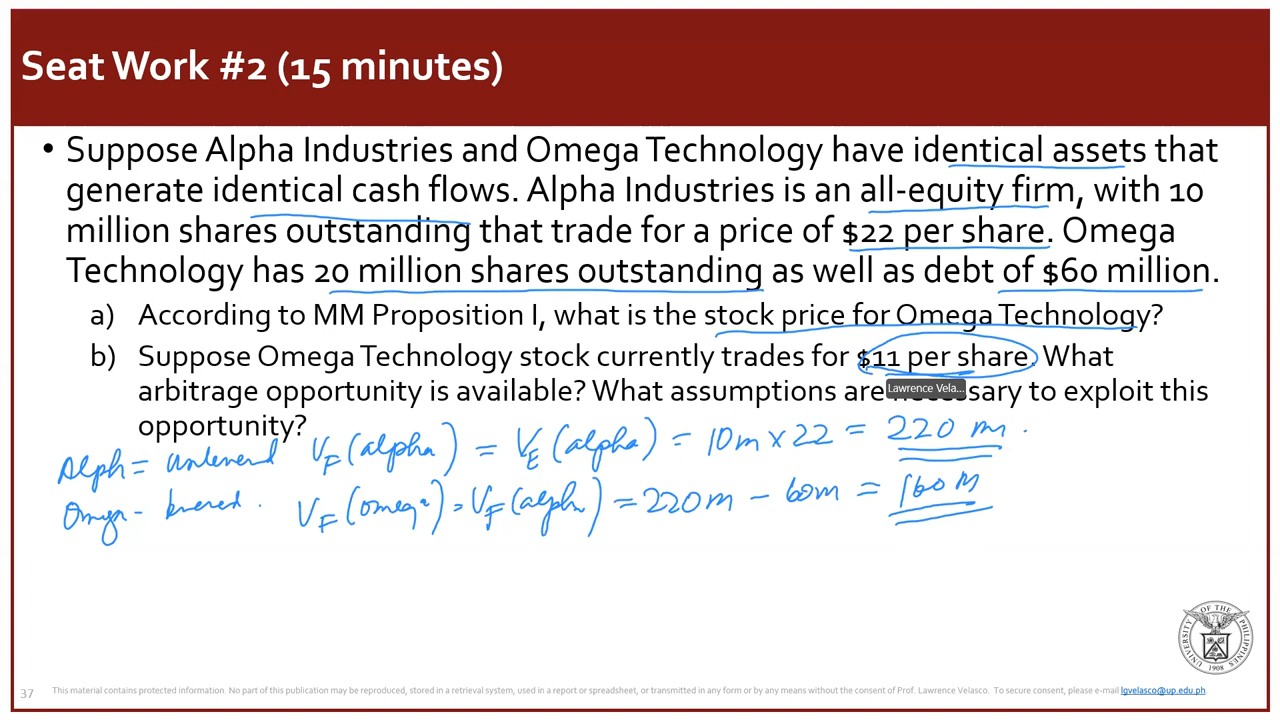 Seat Work #2 (15 minutes)
• Suppose Alpha Industries and Omega Technology have identical assets that
generate identical cash flows. Alpha Industries is an all-equity firm, with 10
million shares outstanding that trade for a price of $22 per share. Omega
Technology has 20 million shares outstanding as well as debt of $60 million.
a) According to MM Proposition I, what is the stock price for Omega Technology?
b) Suppose Omega Technology stock currently trades for $11 per share. What
arbitrage opportunity is available? What assumptions are necessary to exploit this
opportunity?
Lawrence Vela...
Alph = unlevered V_F (alpha) = V_E (alpha) = 10m × 22 = 220 m.
Omega - levered. V_F (omega) = V_F (alpha) = 220m - 60m = 160 m
UNIVERSITY OF THE PHILIPPINES
1908
37
This material contains protected information. No part of this publication may be reproduced, stored in a retrieval system, used in a report or spreadsheet, or transmitted in any form or by any means without the consent of Prof. Lawrence Velasco. To secure consent, please e-mail lgvelasco@up.edu.ph.